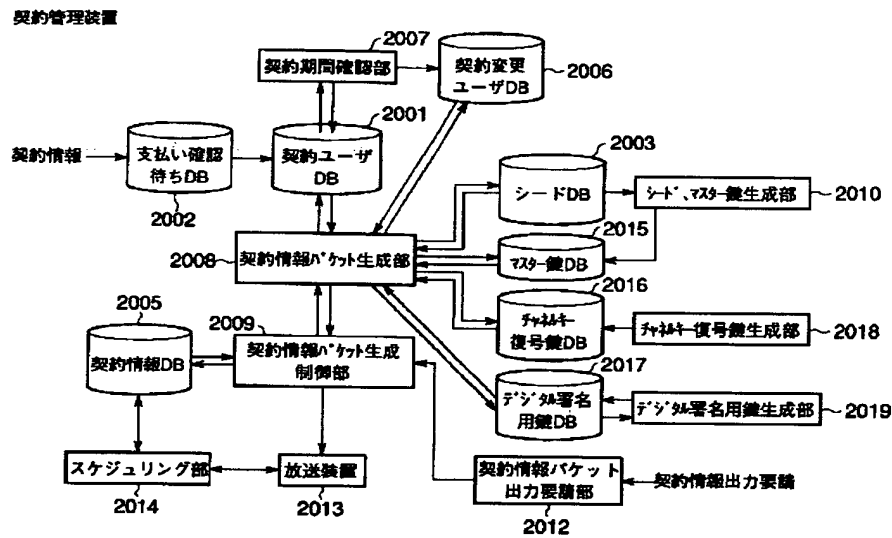 契約管理装置
2007
契約期間確認部
契約変更
ユーザDB
2006
2001
契約情報
支払い確認
待ちDB
2002
契約ユーザ
DB
2003
シードDB
シード、マスター鍵生成部
2010
2015
マスター鍵DB
2008
契約情報パケット生成部
2016
チャネルキー
復号鍵DB
チャネルキー復号鍵生成部
2018
2005
契約情報DB
2009
契約情報パケット生成
制御部
2017
デジタル署名
用鍵DB
デジタル署名用鍵生成部
2019
スケジュリング部
2014
放送装置
2013
契約情報パケット
出力要請部
2012
契約情報出力要請